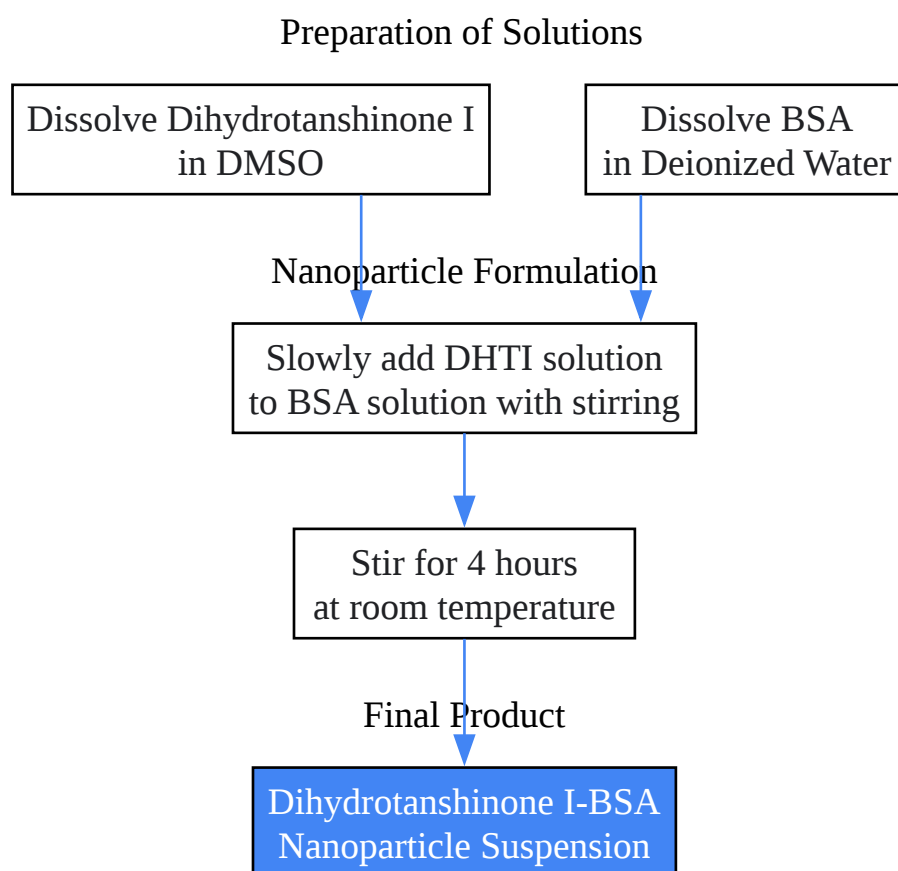 Preparation of Solutions
Dissolve Dihydrotanshinone I
in DMSO
Dissolve BSA
in Deionized Water
Nanoparticle Formulation
Slowly add DHTI solution
to BSA solution with stirring
Stir for 4 hours
at room temperature
Final Product
Dihydrotanshinone I-BSA
Nanoparticle Suspension